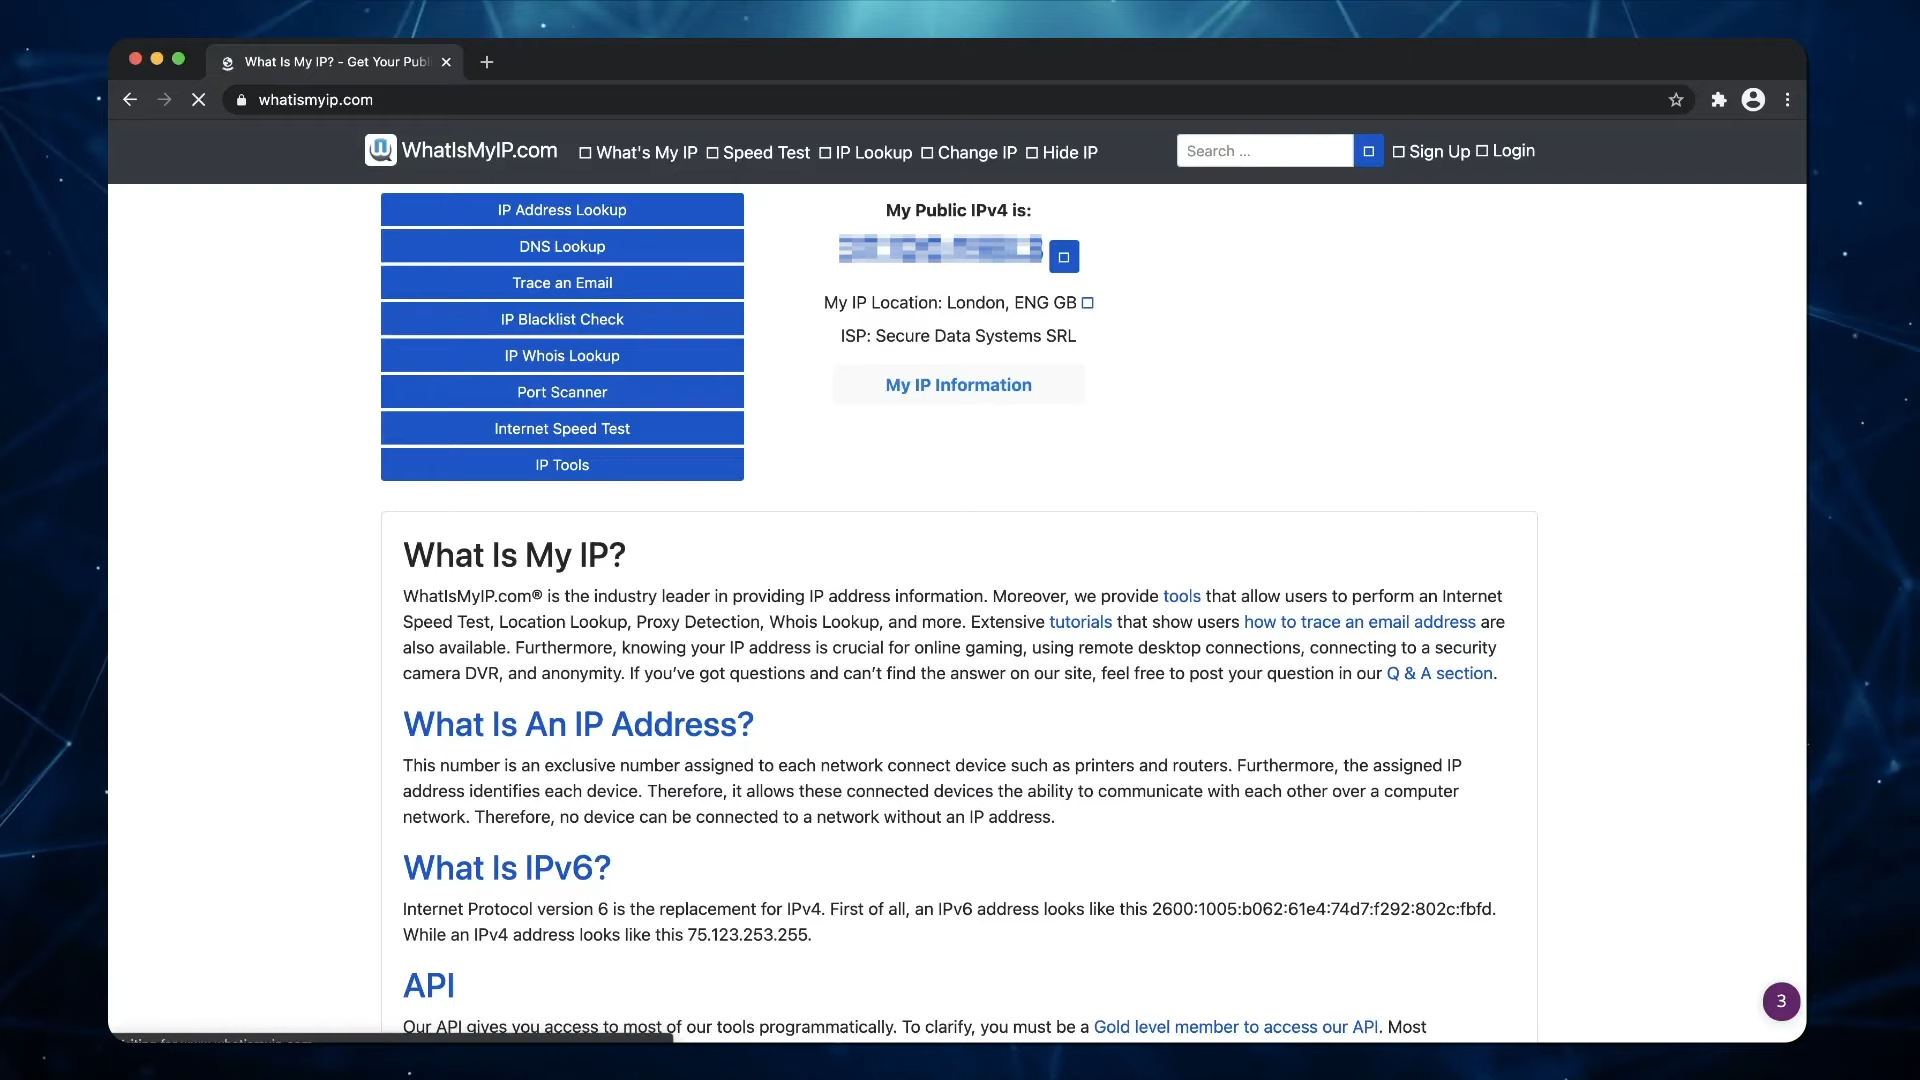 What Is My IP? - Get Your Publ
whatismyip.com
WhatIsMyIP.com What's My IP Speed Test IP Lookup Change IP Hide IP Search ... Sign Up Login
IP Address Lookup
DNS Lookup
Trace an Email
IP Blacklist Check
IP Whois Lookup
Port Scanner
Internet Speed Test
IP Tools
My Public IPv4 is:
My IP Location: London, ENG GB
ISP: Secure Data Systems SRL
My IP Information
What Is My IP?
WhatIsMyIP.com® is the industry leader in providing IP address information. Moreover, we provide tools that allow users to perform an Internet
Speed Test, Location Lookup, Proxy Detection, Whois Lookup, and more. Extensive tutorials that show users how to trace an email address are
also available. Furthermore, knowing your IP address is crucial for online gaming, using remote desktop connections, connecting to a security
camera DVR, and anonymity. If you’ve got questions and can’t find the answer on our site, feel free to post your question in our Q & A section.
What Is An IP Address?
This number is an exclusive number assigned to each network connect device such as printers and routers. Furthermore, the assigned IP
address identifies each device. Therefore, it allows these connected devices the ability to communicate with each other over a computer
network. Therefore, no device can be connected to a network without an IP address.
What Is IPv6?
Internet Protocol version 6 is the replacement for IPv4. First of all, an IPv6 address looks like this 2600:1005:b062:61e4:74d7:f292:802c:fbfd.
While an IPv4 address looks like this 75.123.253.255.
API
Our API gives you access to most of our tools programmatically. To clarify, you must be a Gold level member to access our API. Most
3